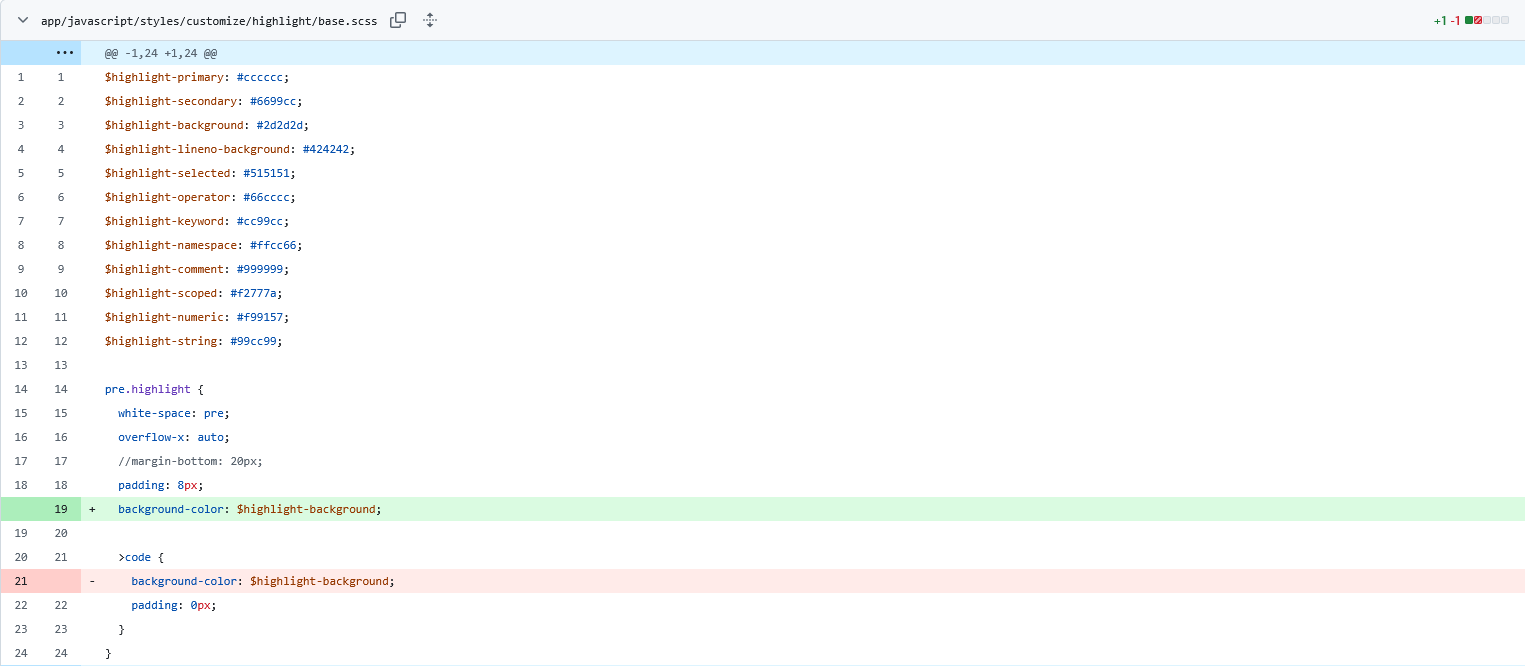 app/javascript/styles/customize/highlight/base.scss +1 -1
... @@ -1,24 +1,24 @@
1 1 $highlight-primary: #cccccc;
2 2 $highlight-secondary: #6699cc;
3 3 $highlight-background: #2d2d2d;
4 4 $highlight-lineno-background: #424242;
5 5 $highlight-selected: #515151;
6 6 $highlight-operator: #66cccc;
7 7 $highlight-keyword: #cc99cc;
8 8 $highlight-namespace: #ffcc66;
9 9 $highlight-comment: #999999;
10 10 $highlight-scoped: #f2777a;
11 11 $highlight-numeric: #f99157;
12 12 $highlight-string: #99cc99;
13 13
14 14 pre.highlight {
15 15 white-space: pre;
16 16 overflow-x: auto;
17 17 //margin-bottom: 20px;
18 18 padding: 8px;
19 + background-color: $highlight-background;
19 20
20 21 >code {
21 - background-color: $highlight-background;
22 22 padding: 0px;
23 23 }
24 24 }